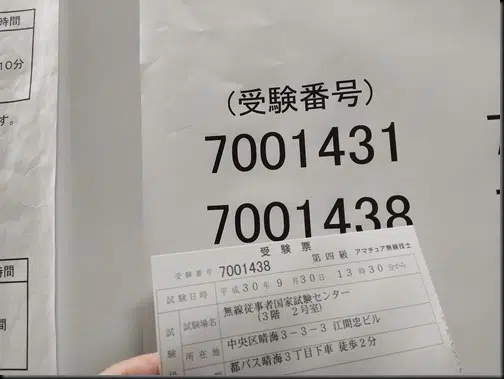 時間
10分
す。
時間
(受験番号)
7001431
7001438
受験票
受験番号 7001438 第四級 アマチュア無線技士
試験日時 平成30年9月30日 13時30分から
試験場名 無線従事者国家試験センター
(3階 2号室)
試験
所在地 中央区晴海3-3-3 江間忠ビル
都バス晴海3丁目下車 徒歩2分